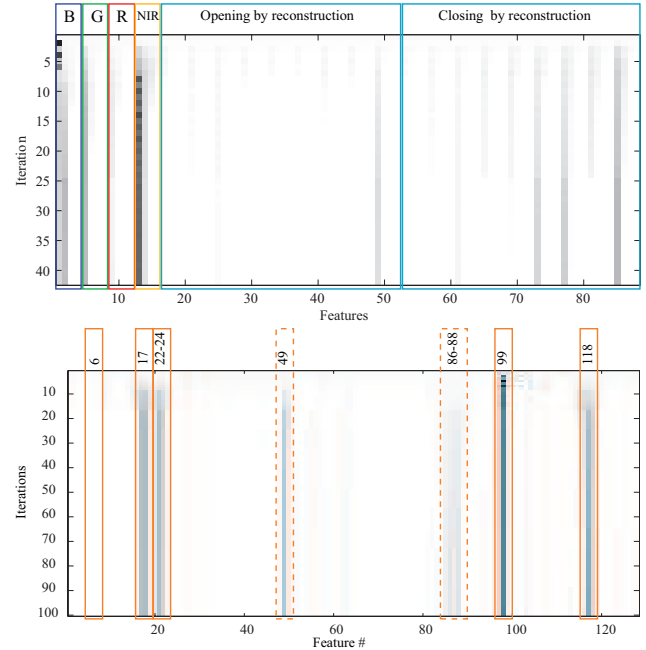 B G R NIR Opening by reconstruction Closing by reconstruction
5
10
15
20
25
30
35
40
Iteration
10 20 30 40 50 60 70 80
Features
6 17 22-24 49 86-88 99 118
10
20
30
40
50
60
70
80
90
100
Iterations
20 40 60 80 100 120
Feature #